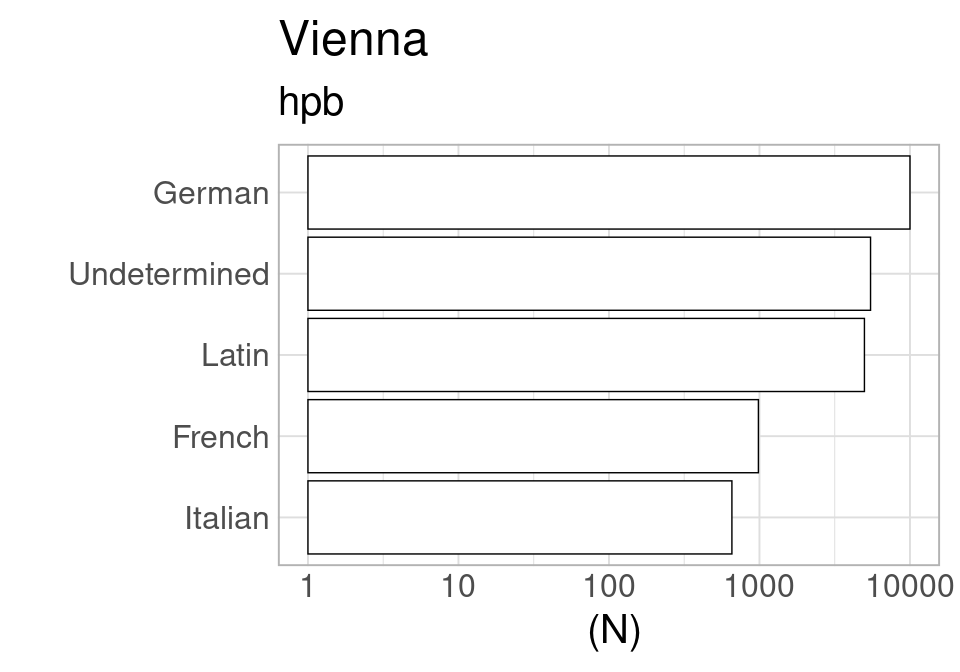 Vienna
hpb
German
Undetermined
Latin
French
Italian
1 10 100 1000 10000
(N)